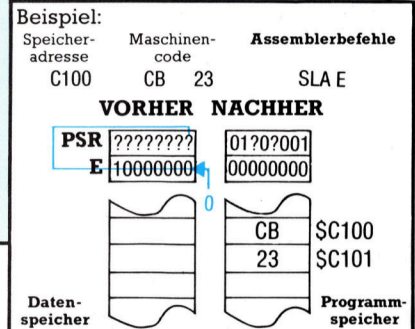 Beispiel:
Speicher- Maschinen- Assemblerbefehle
adresse code
C100 CB 23 SLA E
VORHER NACHHER
PSR ???????? 01?0?001
E 10000000 00000000
0
CB $C100
23 $C101
Daten- Programm-
speicher speicher